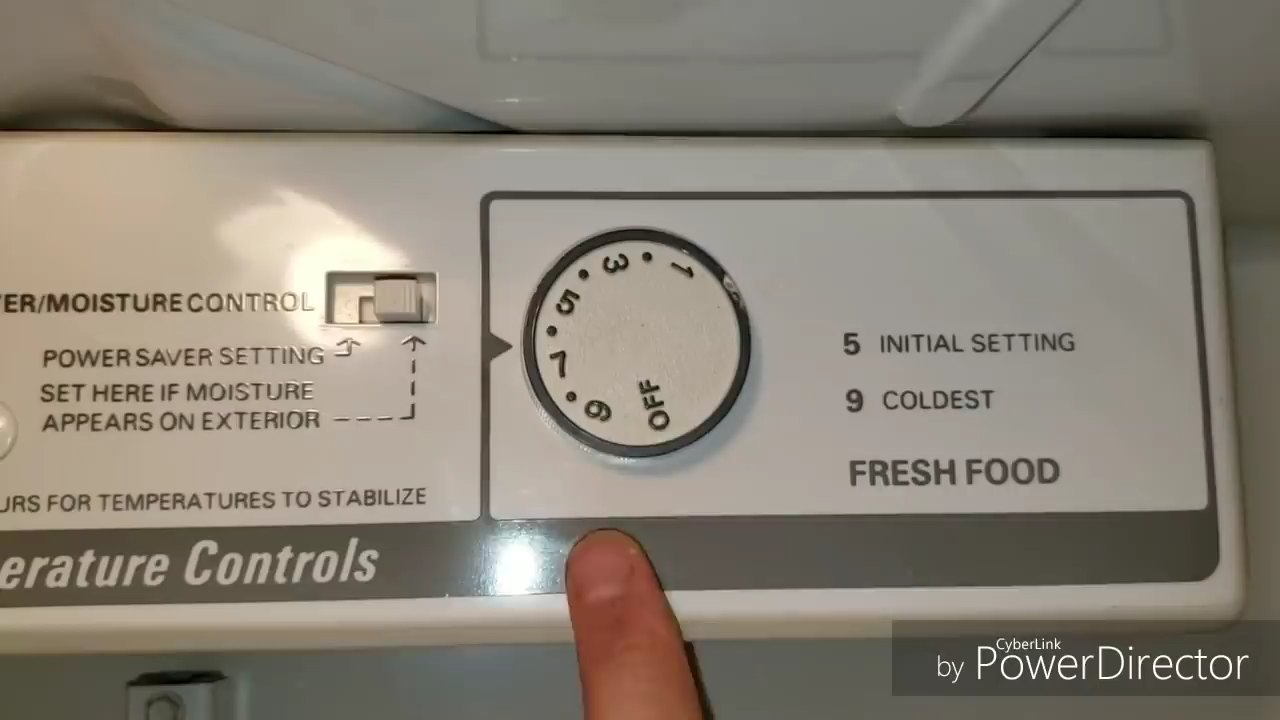 ER/MOISTURE CONTROL
POWER SAVER SETTING
SET HERE IF MOISTURE
APPEARS ON EXTERIOR
URS FOR TEMPERATURES TO STABILIZE
erature Controls
1
3
5
7
9
OFF
5 INITIAL SETTING
9 COLDEST
FRESH FOOD
CyberLink
by PowerDirector